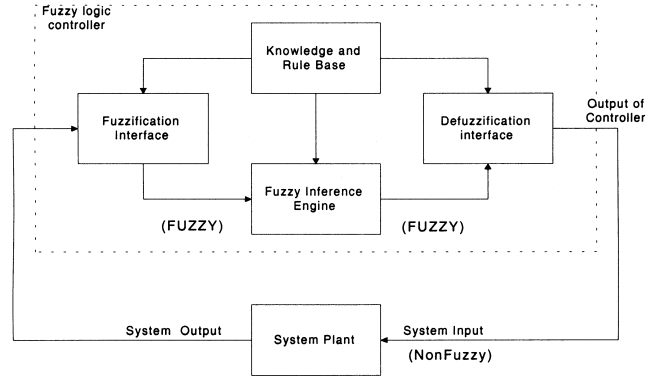 Fuzzy logic
controller
Knowledge and
Rule Base
Fuzzification
Interface
Defuzzification
interface
Output of
Controller
Fuzzy Inference
Engine
(FUZZY)
(FUZZY)
System Output
System Plant
System Input
(NonFuzzy)